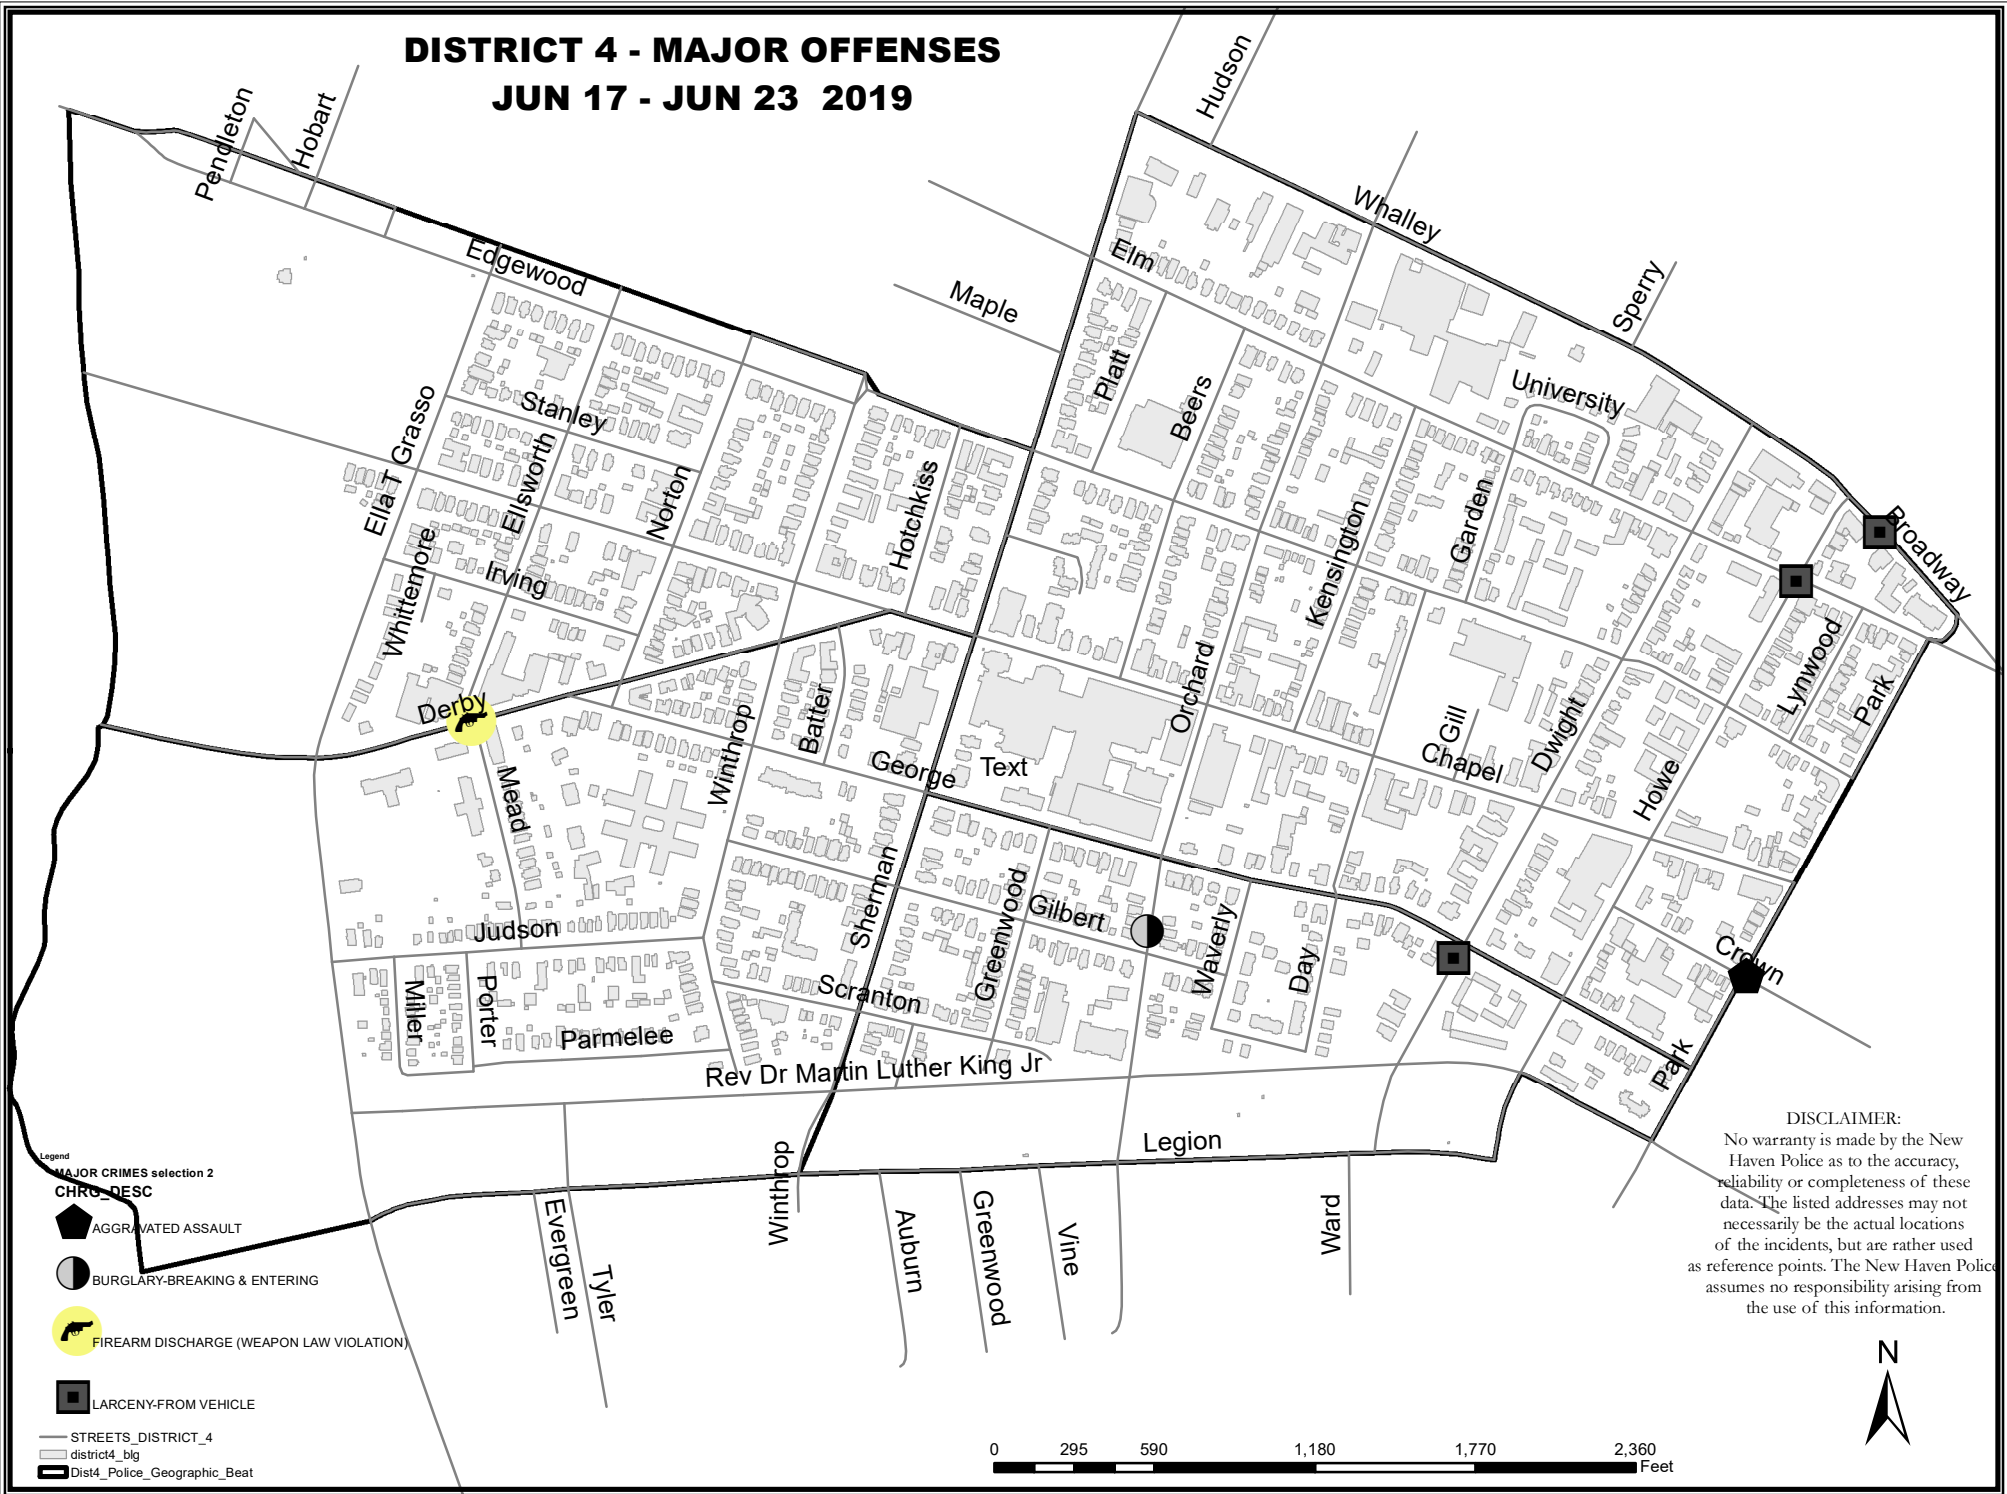 DISTRICT 4 - MAJOR OFFENSES
JUN 17 - JUN 23 2019
Hudson
Pendleton
Hobart
Whalley
Edgewood
Elm
Maple
Sperry
Platt
Beers
University
Ella T Grasso
Stanley
Ellsworth
Norton
Hotchkiss
Kensington
Garden
Broadway
Whittemore
Irving
Lynwood
Park
Derby
Mead
Winthrop
Batter
George
Text
Orchard
Gill
Chapel
Dwight
Howe
Sherman
Greenwood
Gilbert
Waverly
Day
Crown
Judson
Miller
Porter
Scranton
Parmelee
Rev Dr Martin Luther King Jr
Park
Legion
Winthrop
Evergreen
Tyler
Auburn
Greenwood
Vine
Ward
Legend
MAJOR CRIMES selection 2
CHRG_DESC
AGGRAVATED ASSAULT
BURGLARY-BREAKING & ENTERING
FIREARM DISCHARGE (WEAPON LAW VIOLATION)
LARCENY-FROM VEHICLE
STREETS_DISTRICT_4
district4_blg
Dist4_Police_Geographic_Beat
DISCLAIMER:
No warranty is made by the New
Haven Police as to the accuracy,
reliability or completeness of these
data. The listed addresses may not
necessarily be the actual locations
of the incidents, but are rather used
as reference points. The New Haven Police
assumes no responsibility arising from
the use of this information.
N
0 295 590 1,180 1,770 2,360
Feet